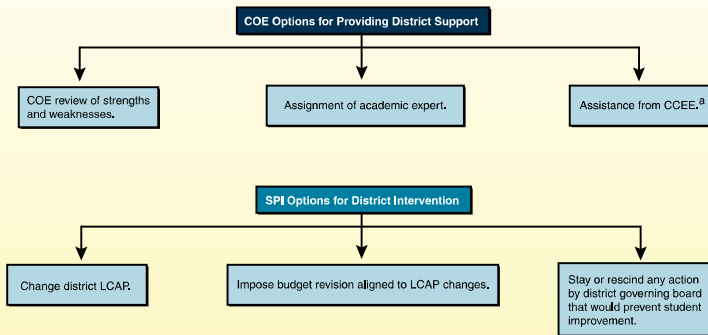 COE Options for Providing District Support
COE review of strengths
and weaknesses.
Assignment of academic expert.
Assistance from CCEE.ª
SPI Options for District Intervention
Change district LCAP.
Impose budget revision aligned to LCAP changes.
Stay or rescind any action
by district governing board
that would prevent student
improvement.